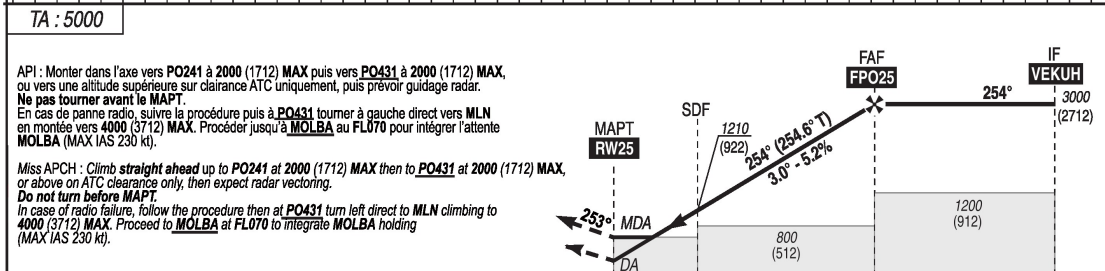 TA : 5000
API : Monter dans l'axe vers PO241 à 2000 (1712) MAX puis vers PO431 à 2000 (1712) MAX,
ou vers une altitude supérieure sur clairance ATC uniquement, puis prévoir guidage radar.
Ne pas tourner avant le MAPT.
En cas de panne radio, suivre la procédure puis à PO431 tourner à gauche direct vers MLN
en montée vers 4000 (3712) MAX. Procéder jusqu'à MOLBA au FL070 pour intégrer l'attente
MOLBA (MAX IAS 230 kt).
Miss APCH : Climb straight ahead up to PO241 at 2000 (1712) MAX then to PO431 at 2000 (1712) MAX,
or above on ATC clearance only, then expect radar vectoring.
Do not turn before MAPT.
In case of radio failure, follow the procedure then at PO431 turn left direct to MLN climbing to
4000 (3712) MAX. Proceed to MOLBA at FL070 to integrate MOLBA holding
(MAX IAS 230 kt).
MAPT
RW25
SDF
FAF
FPO25
IF
VEKUH
254°
3000
(2712)
1210
(922)
254° (254.6° T)
3.0° - 5.2%
253°
MDA
DA
800
(512)
1200
(912)